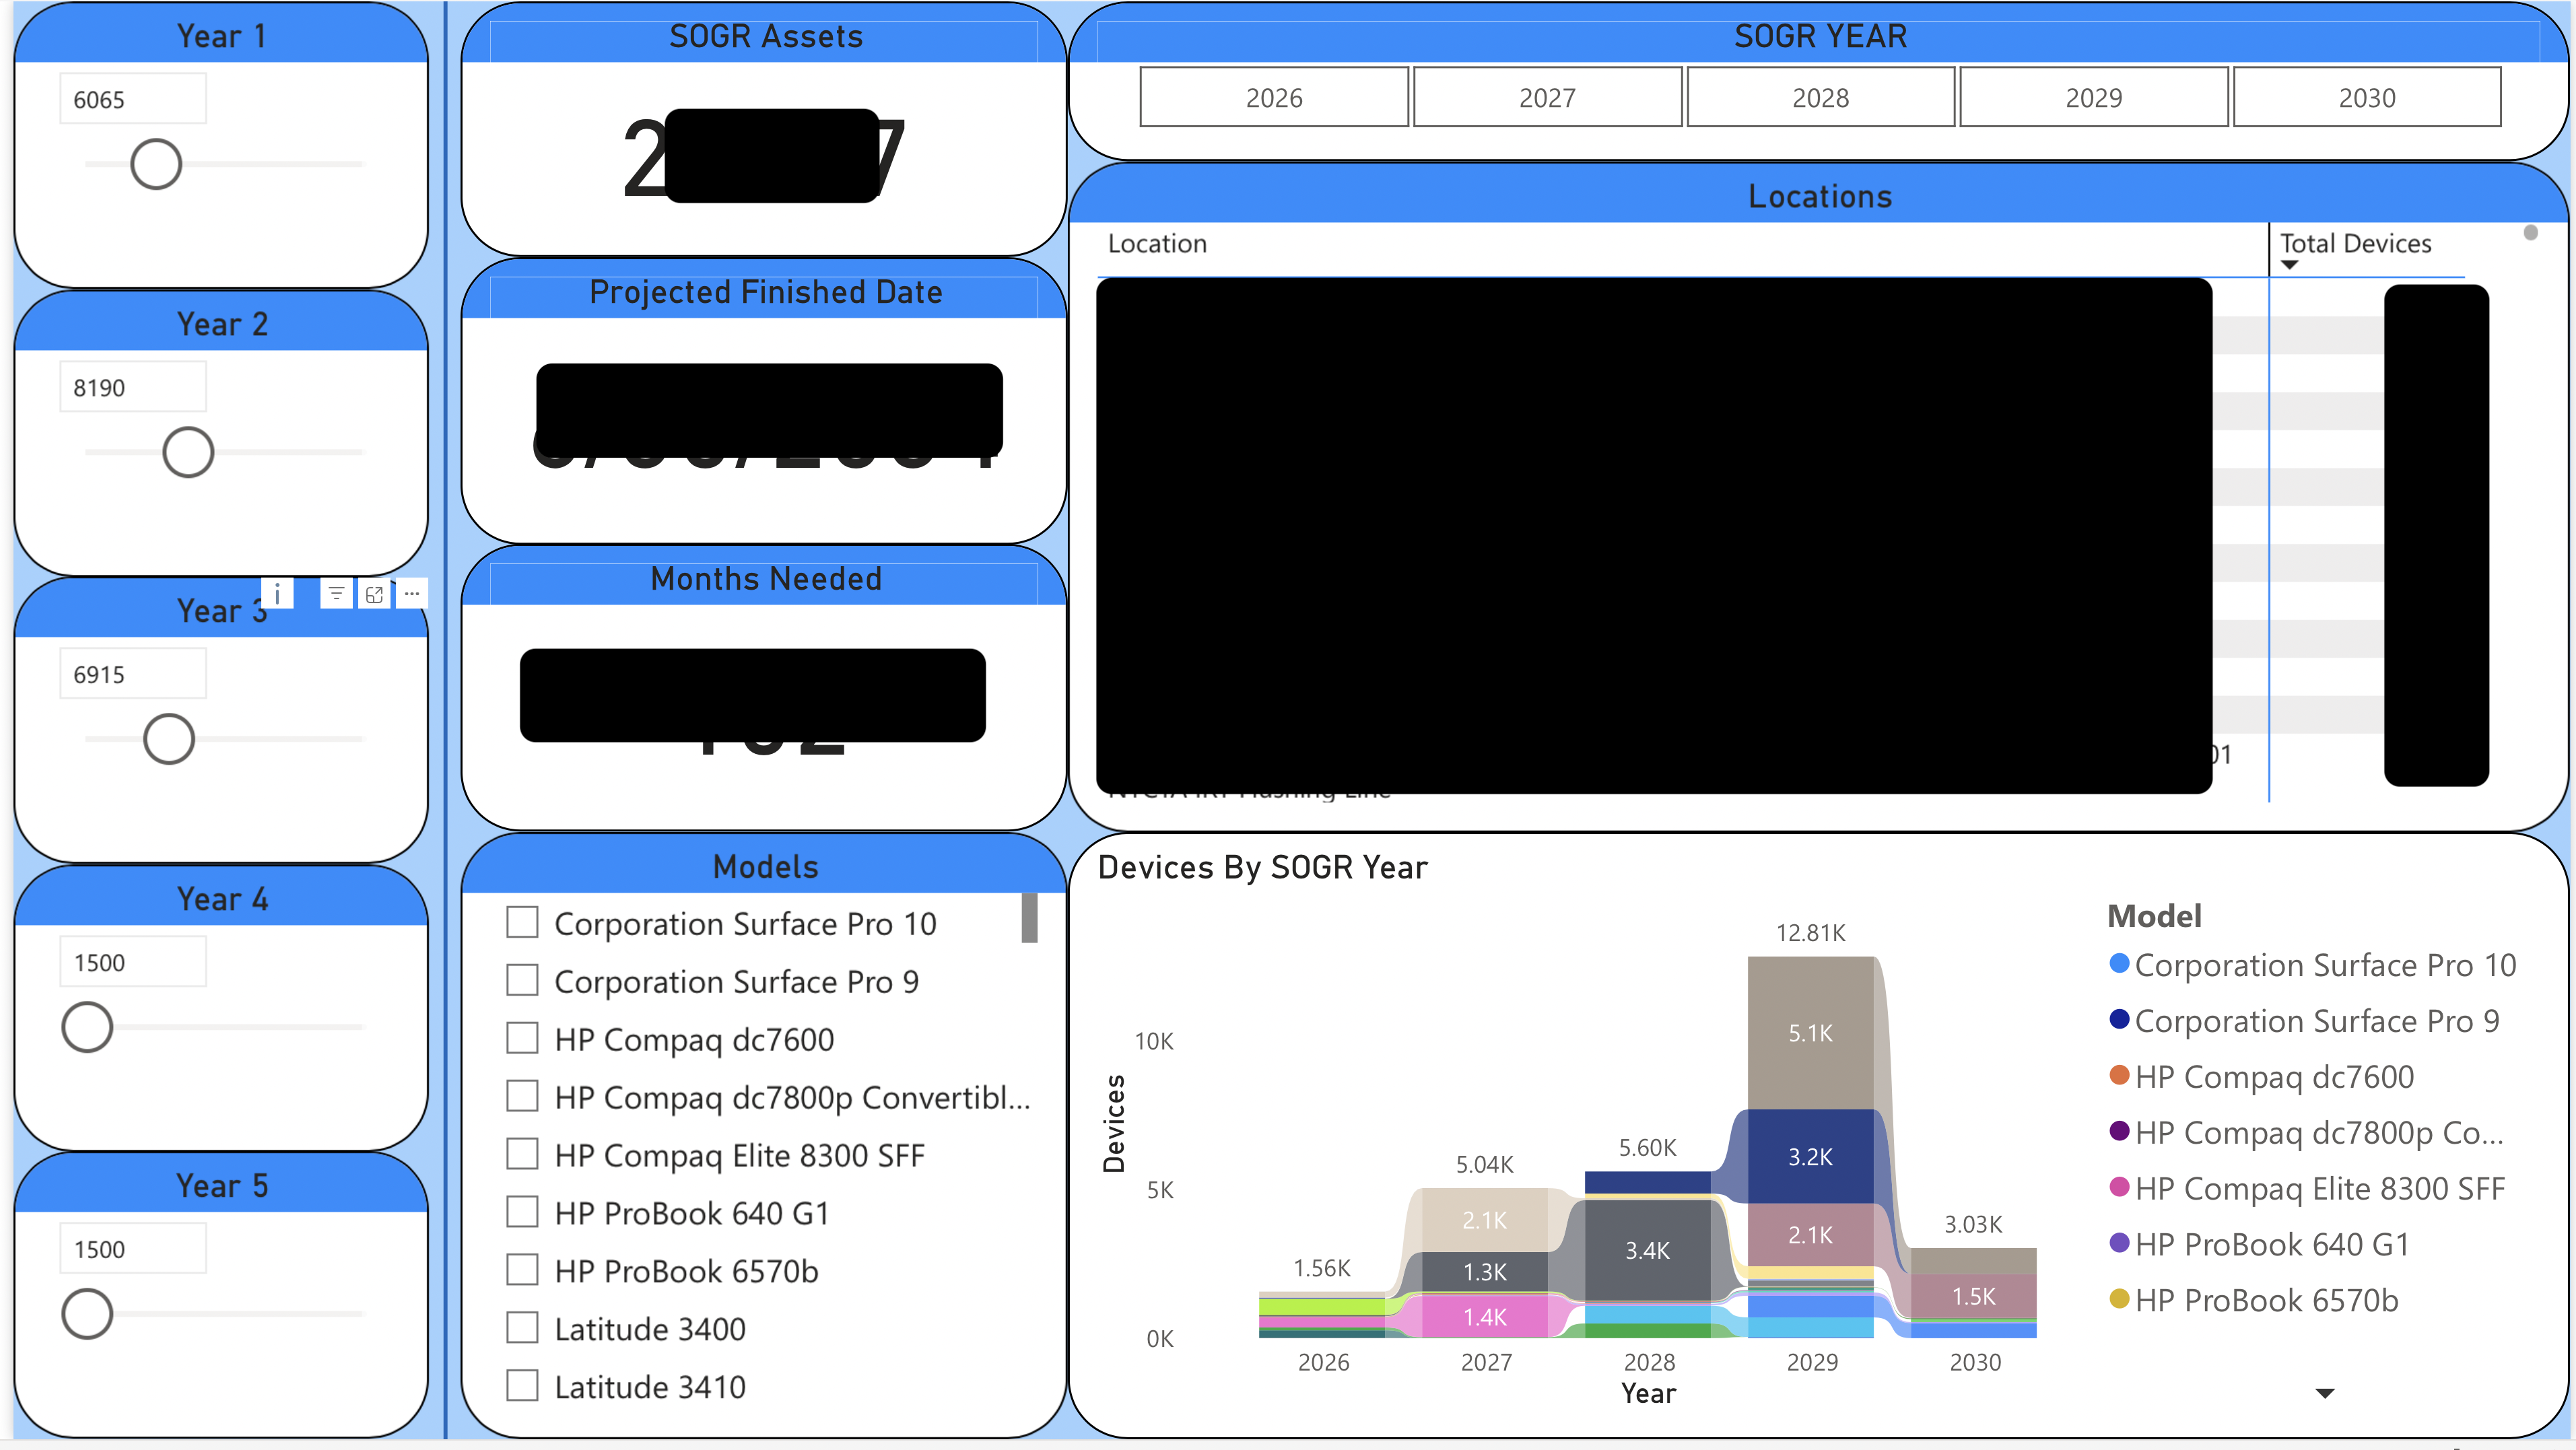 Year 1
6065
Year 2
8190
Year 3
6915
Year 4
1500
Year 5
1500
SOGR Assets
2 7
Projected Finished Date
Months Needed
Models
Corporation Surface Pro 10
Corporation Surface Pro 9
HP Compaq dc7600
HP Compaq dc7800p Convertibl...
HP Compaq Elite 8300 SFF
HP ProBook 640 G1
HP ProBook 6570b
Latitude 3400
Latitude 3410
SOGR YEAR
2026 2027 2028 2029 2030
Locations
Location Total Devices
01
Devices By SOGR Year
Devices
10K
5K
0K
1.56K
5.04K
2.1K
1.3K
1.4K
5.60K
3.4K
12.81K
5.1K
3.2K
2.1K
3.03K
1.5K
2026 2027 2028 2029 2030
Year
Model
Corporation Surface Pro 10
Corporation Surface Pro 9
HP Compaq dc7600
HP Compaq dc7800p Co...
HP Compaq Elite 8300 SFF
HP ProBook 640 G1
HP ProBook 6570b